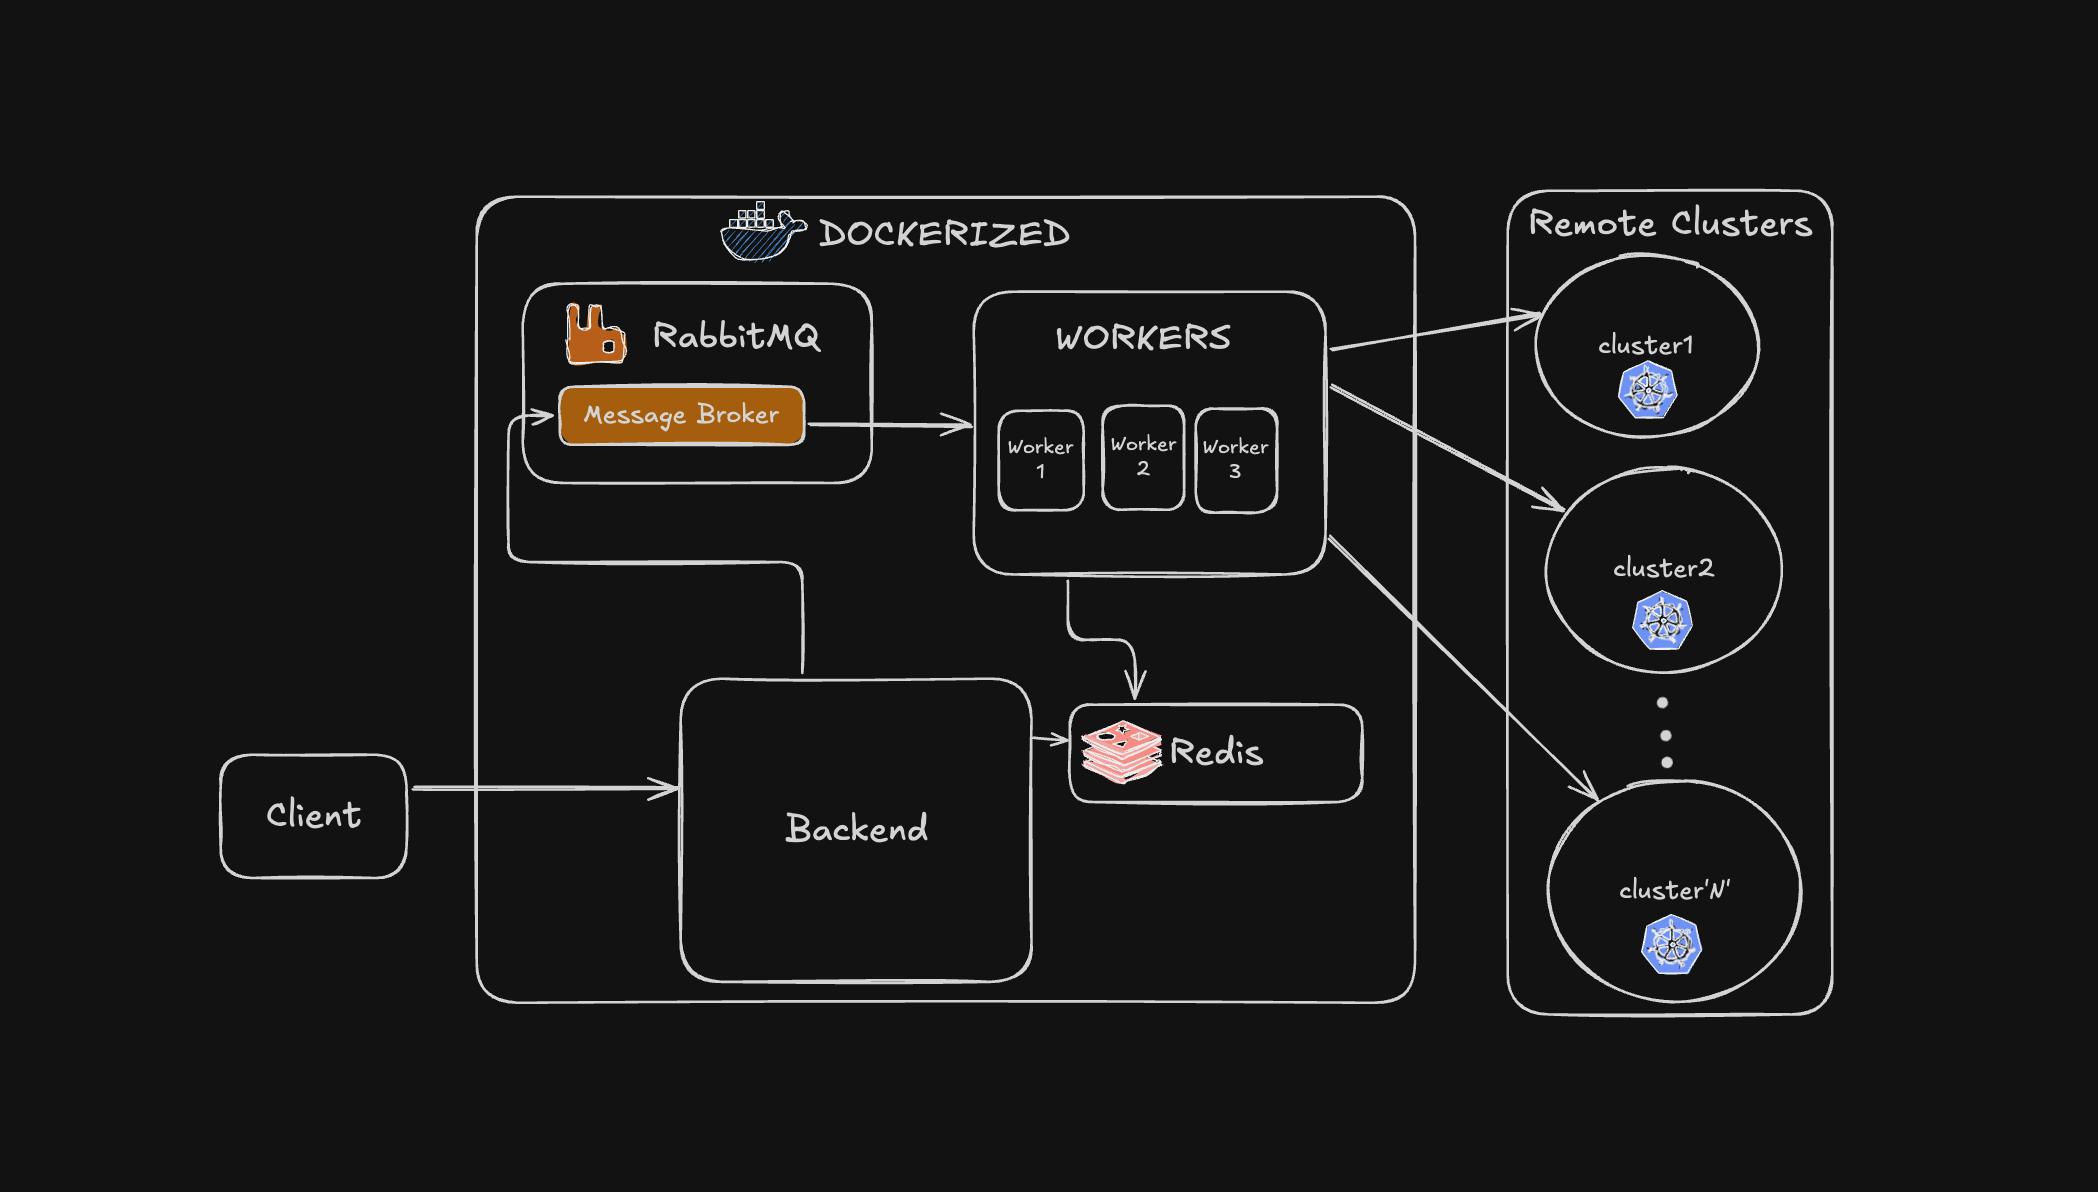 DOCKERIZED
RabbitMQ
Message Broker
WORKERS
Worker
1
Worker
2
Worker
3
Redis
Backend
Client
Remote Clusters
cluster1
cluster2
cluster'N'